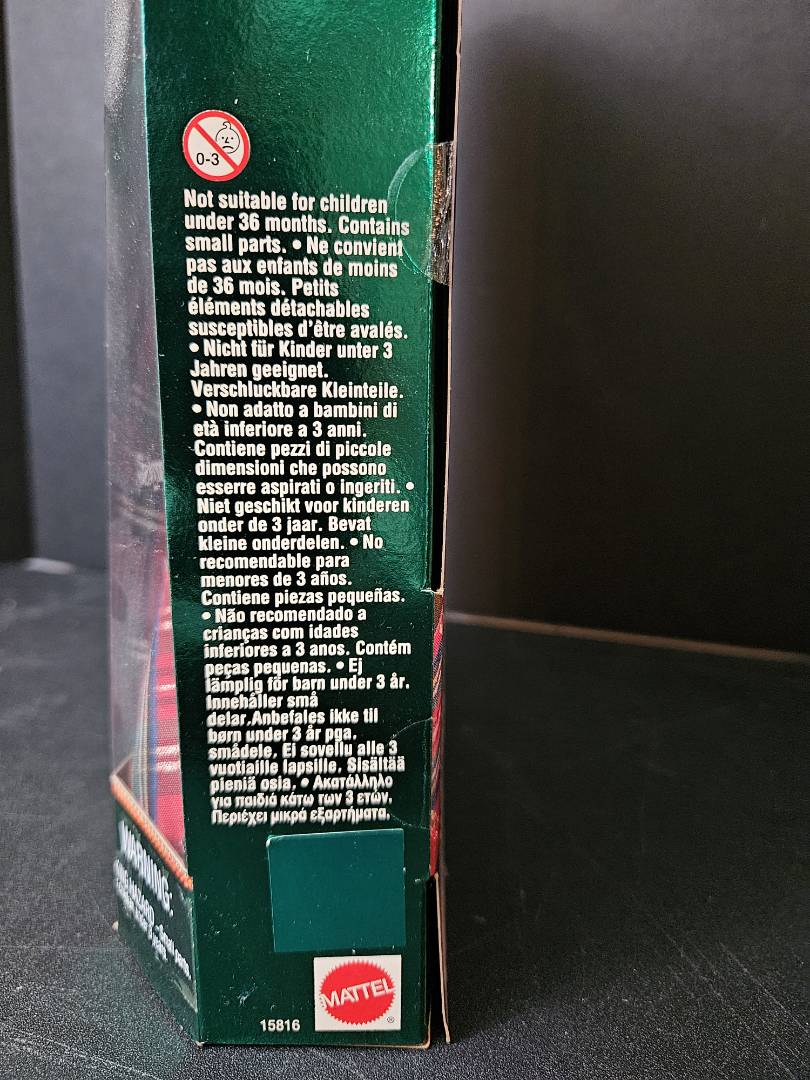 0-3
Not suitable for children
under 36 months. Contains
small parts. • Ne convient
pas aux enfants de moins
de 36 mois. Petits
éléments détachables
susceptibles d'être avalés.
• Nicht für Kinder unter 3
Jahren geeignet.
Verschluckbare Kleinteile.
• Non adatto a bambini di
età inferiore a 3 anni.
Contiene pezzi di piccole
dimensioni che possono
esserre aspirati o ingeriti. •
Niet geschikt voor kinderen
onder de 3 jaar. Bevat
kleine onderdelen. • No
recomendable para
menores de 3 años.
Contiene piezas pequeñas.
• Não recomendado a
crianças com idades
inferiores a 3 anos. Contém
peças pequenas. • Ej
lämplig för barn under 3 år.
Innehåller små
delar.Anbefales ikke til
børn under 3 år pga.
smådele. Ei sovellu alle 3
vuotiaille lapsille. Sisältää
pieniä osia. • Ακατάλληλο
για παιδιά κάτω των 3 ετών.
Περιέχει μικρά εξαρτήματα.
WARNING:
small parts.
MATTEL
®
15816